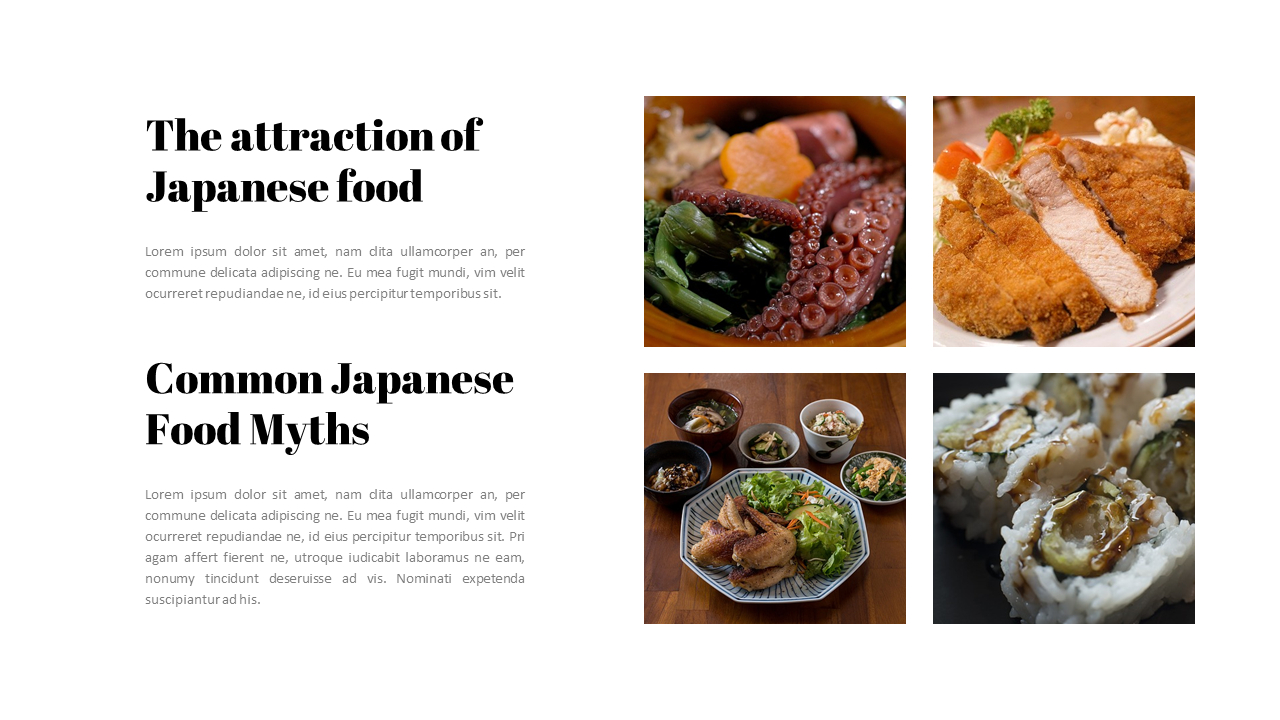 The attraction of
Japanese food
Lorem ipsum dolor sit amet, nam clita ullamcorper an, per
commune delicata adipiscing ne. Eu mea fugit mundi, vim velit
ocurreret repudiandae ne, id eius percipitur temporibus sit.
Common Japanese
Food Myths
Lorem ipsum dolor sit amet, nam clita ullamcorper an, per
commune delicata adipiscing ne. Eu mea fugit mundi, vim velit
ocurreret repudiandae ne, id eius percipitur temporibus sit. Pri
agam affert fierent ne, utroque iudicabit laboramus ne eam,
nonumy tincidunt deseruisse ad vis. Nominati expetenda
suscipiantur ad his.